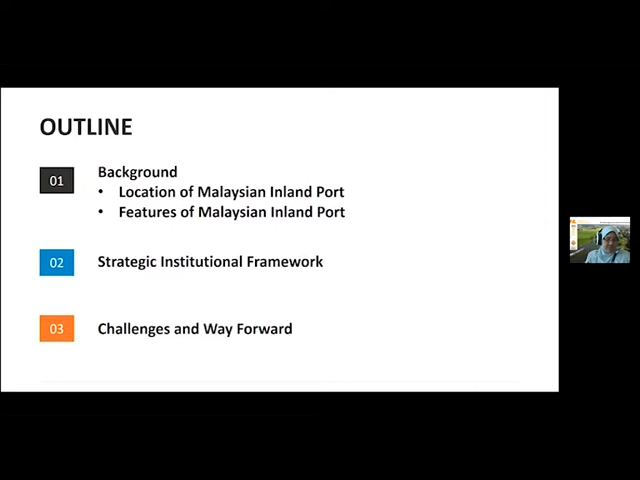 OUTLINE
01
Background
• Location of Malaysian Inland Port
• Features of Malaysian Inland Port
02
Strategic Institutional Framework
03
Challenges and Way Forward